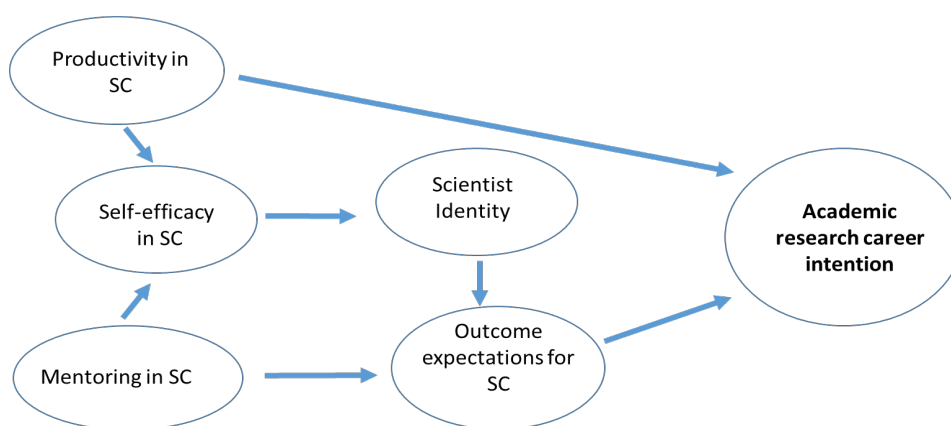 Productivity in
SC
Self-efficacy
in SC
Mentoring in SC
Scientist
Identity
Outcome
expectations for
SC
Academic
research career
intention